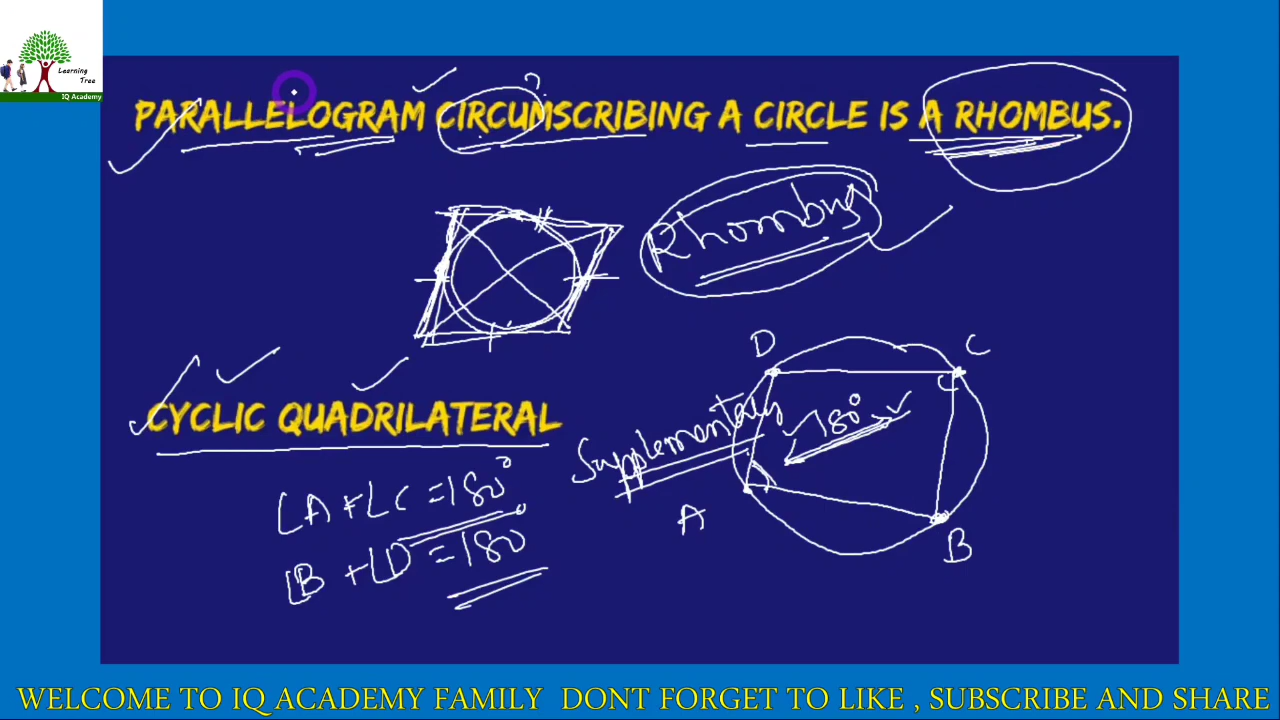 Learning
Tree
IQ Academy
PARALLELOGRAM CIRCUMSCRIBING A CIRCLE IS A RHOMBUS.
Rhombus
CYCLIC QUADRILATERAL
∠A + ∠C = 180°
∠B + ∠D = 180°
Supplementary
D
C
180°
A
B
WELCOME TO IQ ACADEMY FAMILY DONT FORGET TO LIKE , SUBSCRIBE AND SHARE